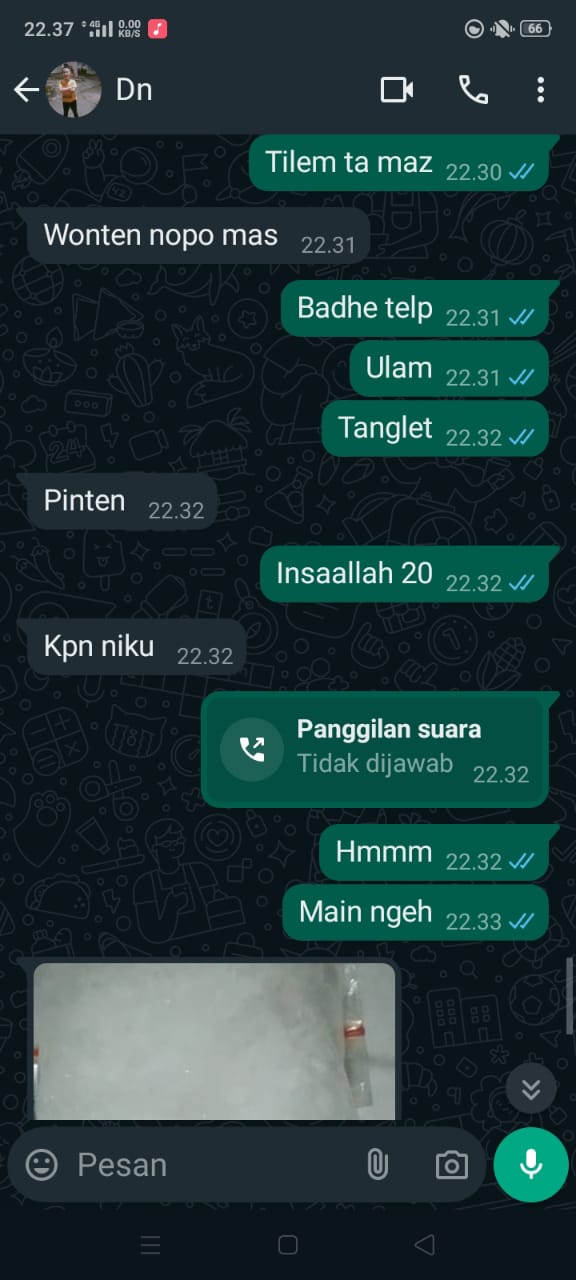 22.37 4G 0.00 KB/S 66
Dn
Tilem ta maz 22.30
Wonten nopo mas 22.31
Badhe telp 22.31
Ulam 22.31
Tanglet 22.32
Pinten 22.32
Insaallah 20 22.32
Kpn niku 22.32
Panggilan suara
Tidak dijawab 22.32
Hmmm 22.32
Main ngeh 22.33
Pesan